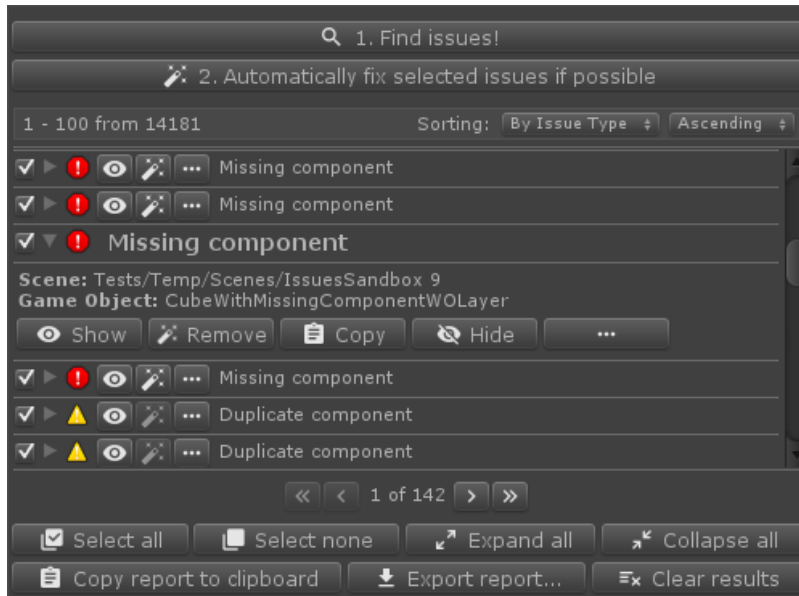 1. Find issues!
2. Automatically fix selected issues if possible
1 - 100 from 14181 Sorting: By Issue Type Ascending
Missing component
Missing component
Missing component
Scene: Tests/Temp/Scenes/IssuesSandbox 9
Game Object: CubeWithMissingComponentWOLayer
Show Remove Copy Hide ...
Missing component
Duplicate component
Duplicate component
1 of 142
Select all Select none Expand all Collapse all
Copy report to clipboard Export report... Clear results